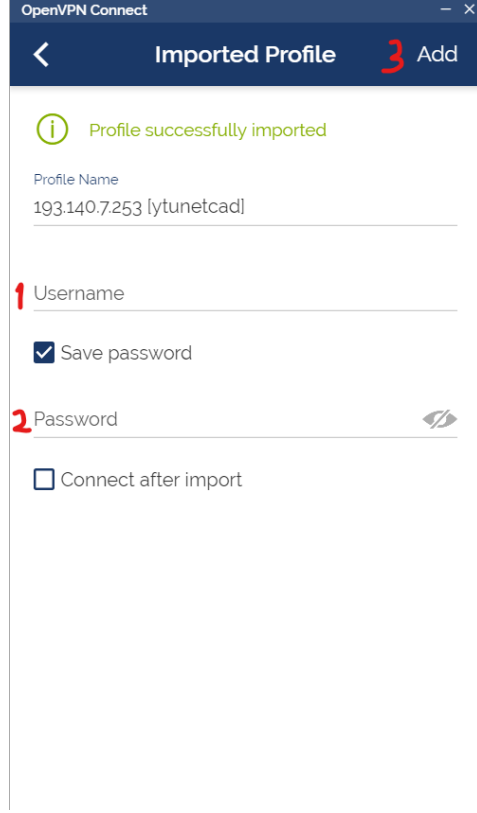 OpenVPN Connect
Imported Profile 3 Add
Profile successfully imported
Profile Name
193.140.7.253 [ytunetcad]
1 Username
Save password
2 Password
Connect after import